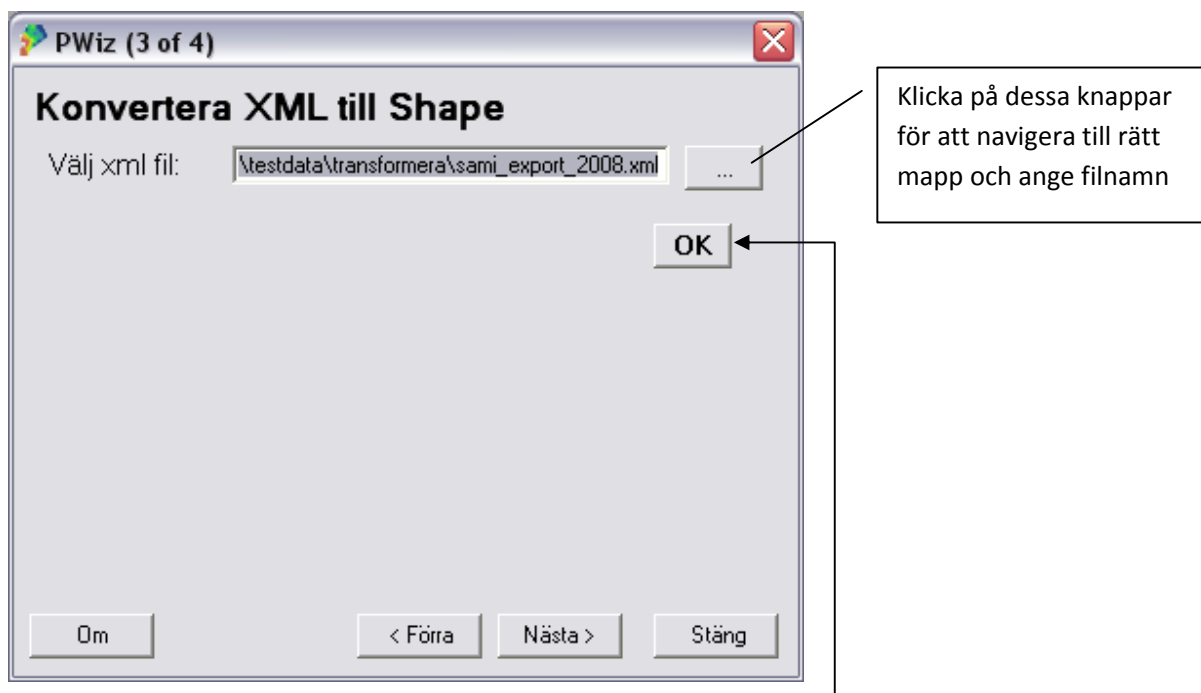 PWiz (3 of 4)
Konvertera XML till Shape
Välj xml fil:
\testdata\transformera\sami_export_2008.xml
...
OK
Om
< Förra
Nästa >
Stäng
Klicka på dessa knappar
för att navigera till rätt
mapp och ange filnamn